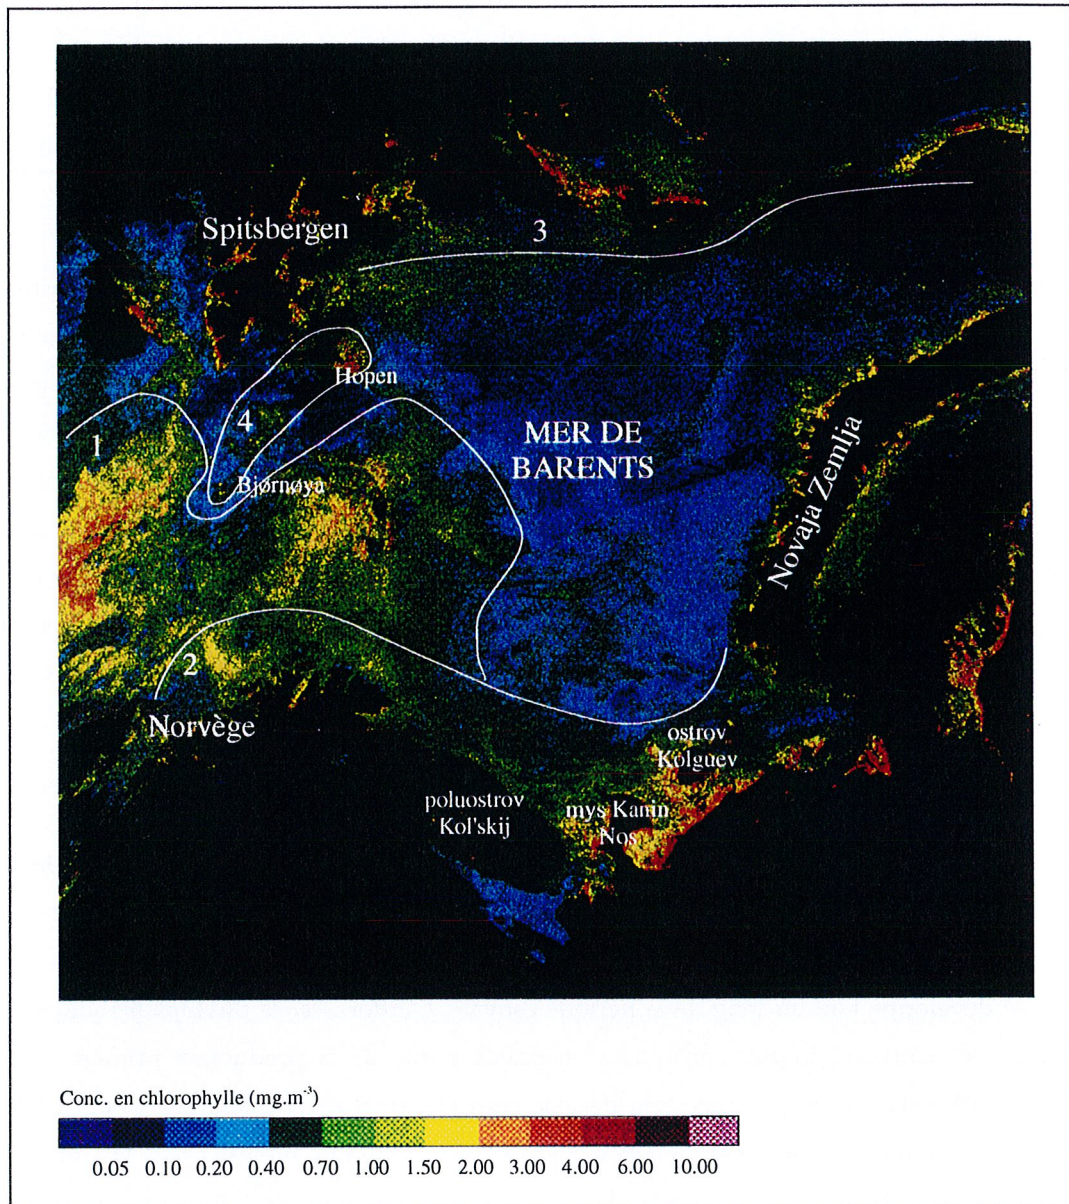 Spitsbergen
3
Hopen
4
1
MER DE
BARENTS
Bjørnøya
Novaja Zemlja
2
Norvège
ostrov
Kolguev
poluostrov
Kol'skij
mys Kanin
Nos
Conc. en chlorophylle (mg.m⁻³)
0.05 0.10 0.20 0.40 0.70 1.00 1.50 2.00 3.00 4.00 6.00 10.00